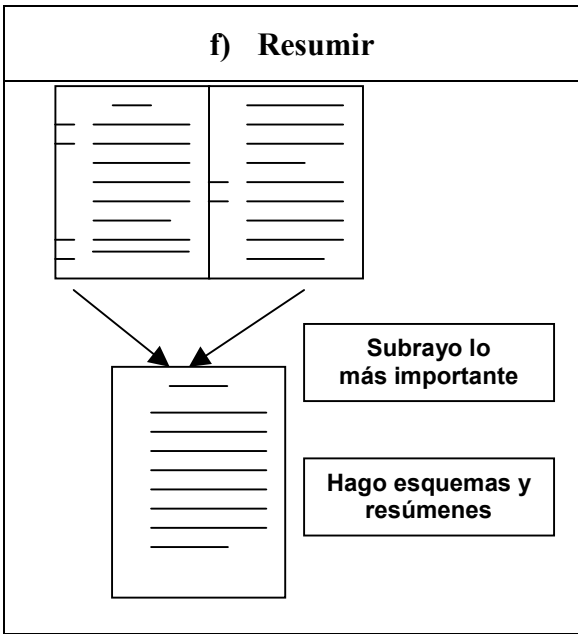 f) Resumir
Subrayo lo
más importante
Hago esquemas y
resúmenes